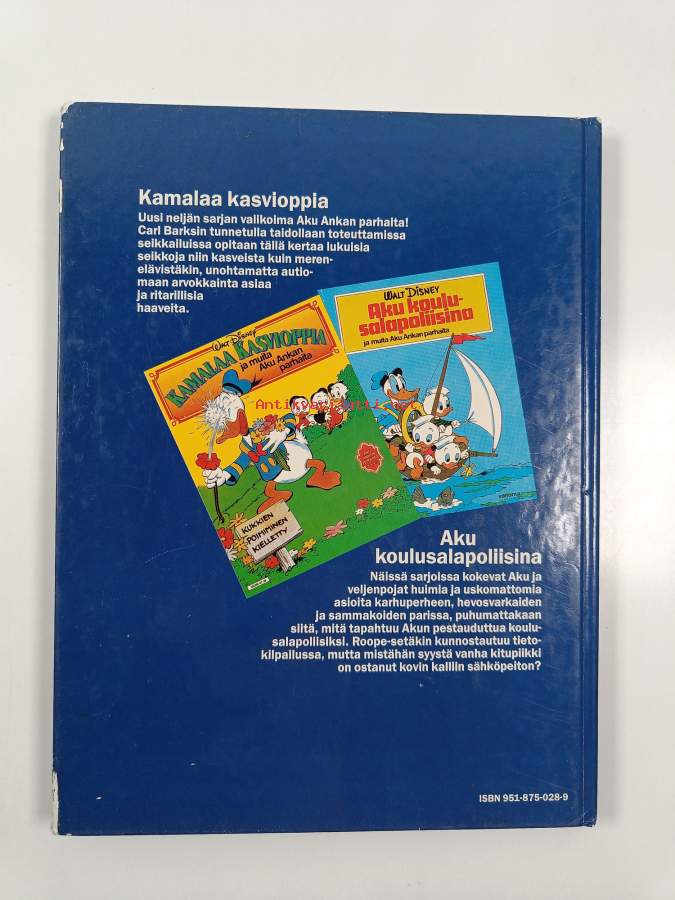 Kamalaa kasvioppia
Uusi neljän sarjan valikoima Aku Ankan parhaita!
Carl Barksin tunnetulla taidollaan toteuttamissa
seikkailuissa opitaan tällä kertaa lukuisia
seikkoja niin kasveista kuin meren-
elävistäkin, unohtamatta autio-
maan arvokkainta asiaa
ja ritarillisia
haaveita.
WALT DISNEY
KAMALAA KASVIOPPIA
ja muita
Aku Ankan
parhaita
KUKKIEN
POIMIMINEN
KIELLETTY
WALT DISNEY
Aku koulu-
salapoliisina
ja muita Aku Ankan parhaita
Antikvariaatti.net
Aku
koulusalapoliisina
Näissä sarjoissa kokevat Aku ja
veljenpojat huimia ja uskomattomia
asioita karhuperheen, hevosvarkaiden
ja sammakoiden parissa, puhumattakaan
siitä, mitä tapahtuu Akun pestauduttua koulu-
salapoliisiksi. Roope-setäkin kunnostautuu tieto-
kilpailussa, mutta mistähän syystä vanha kitupiikki
on ostanut kovin kalliin sähköpeiton?
ISBN 951-875-028-9